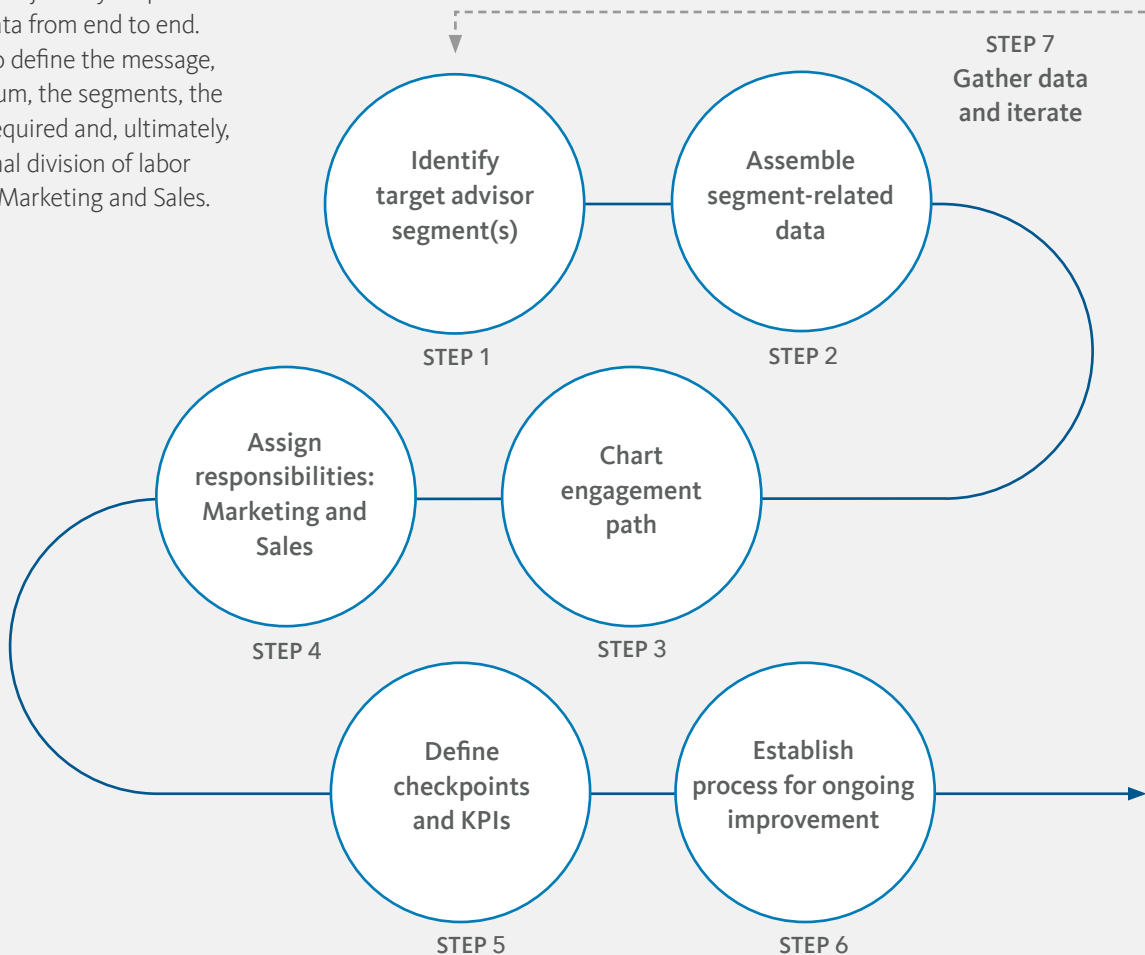 ta from end to end.
define the message,
um, the segments, the
equired and, ultimately,
al division of labor
Marketing and Sales.
STEP 7
Gather data
and iterate
Identify
target advisor
segment(s)
STEP 1
Assemble
segment-related
data
STEP 2
Chart
engagement
path
STEP 3
Assign
responsibilities:
Marketing and
Sales
STEP 4
Define
checkpoints
and KPIs
STEP 5
Establish
process for ongoing
improvement
STEP 6